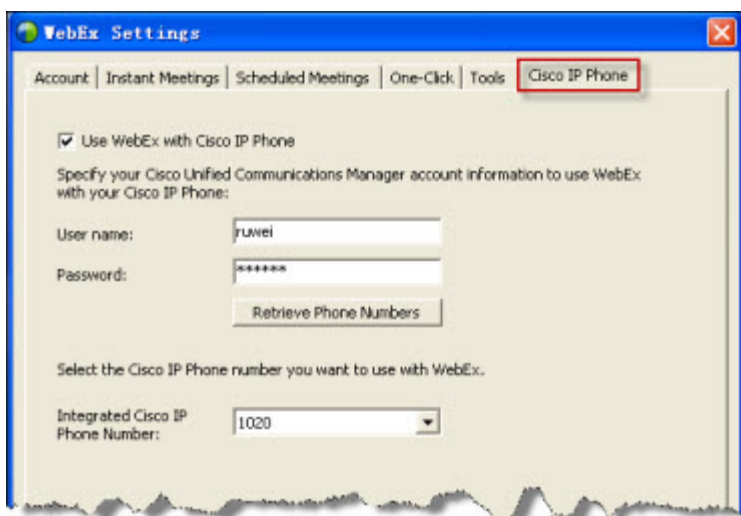 WebEx Settings
Account Instant Meetings Scheduled Meetings One-Click Tools Cisco IP Phone
Use WebEx with Cisco IP Phone
Specify your Cisco Unified Communications Manager account information to use WebEx
with your Cisco IP Phone:
User name: ruwei
Password: ******
Retrieve Phone Numbers
Select the Cisco IP Phone number you want to use with WebEx.
Integrated Cisco IP
Phone Number: 1020